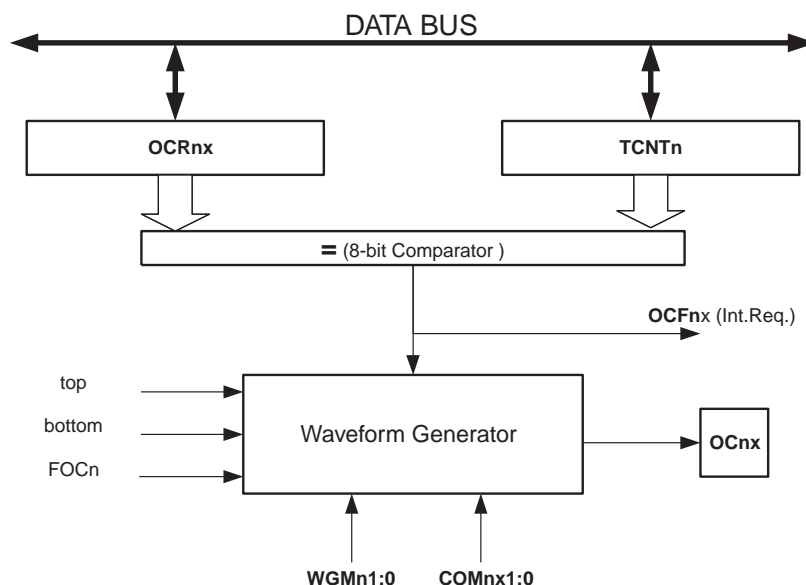 DATA BUS
OCRnx
TCNTn
= (8-bit Comparator )
OCFnx (Int.Req.)
top
bottom
FOCn
Waveform Generator
OCnx
WGMn1:0
COMnx1:0